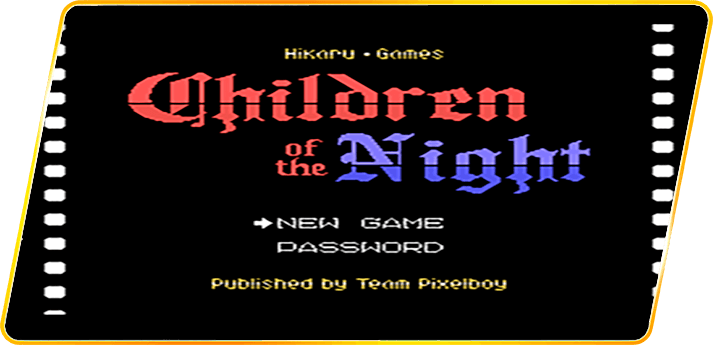 Hikaru • Games
Children
of the Night
NEW GAME
PASSWORD
Published by Team Pixelboy